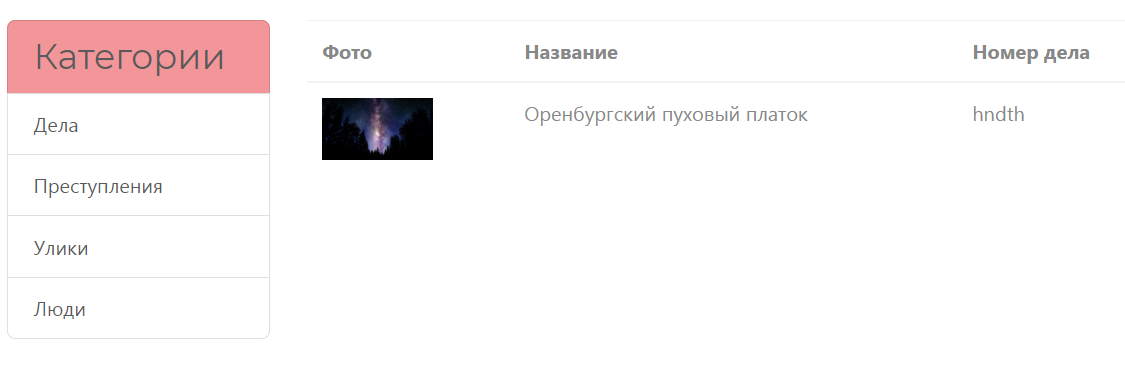 Категории
Дела
Преступления
Улики
Люди
Фото Название Номер дела
Оренбургский пуховый платок hndth